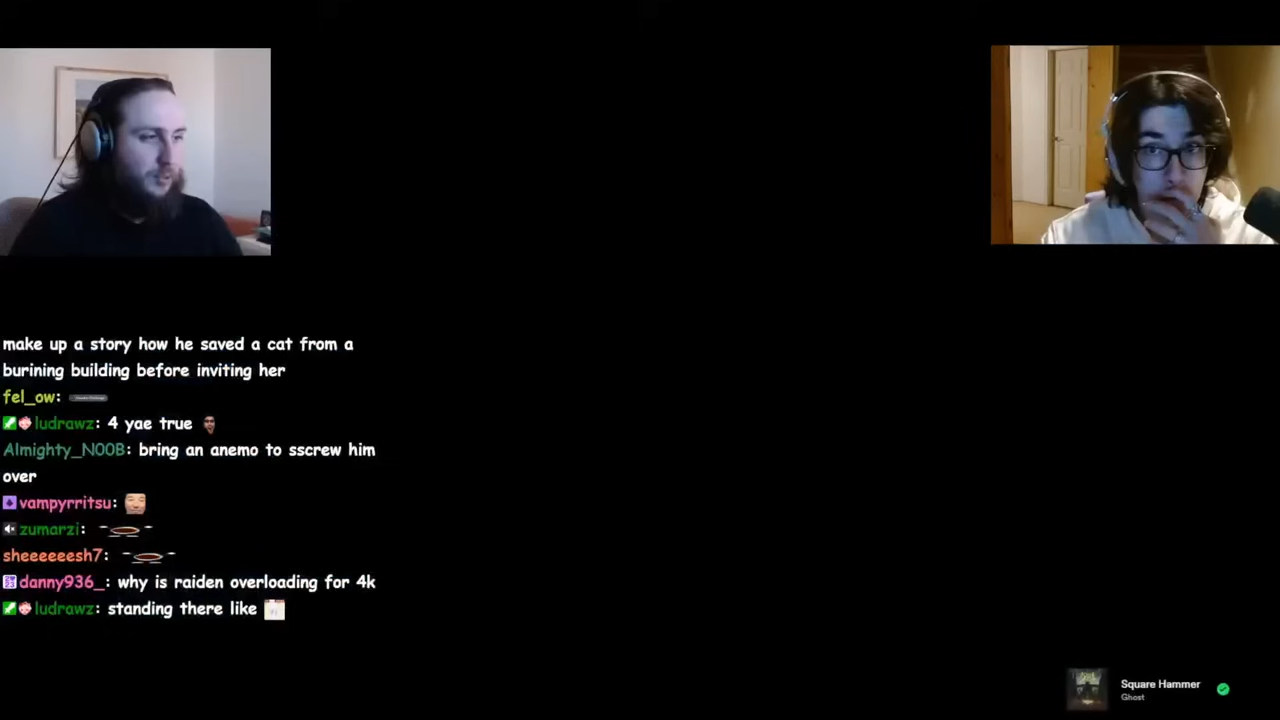 make up a story how he saved a cat from a
burining building before inviting her
fel_ow:
ludrawz: 4 yae true
Almighty_N00B: bring an anemo to sscrew him
over
vampyrritsu:
zumarzi:
sheeeeeesh7:
danny936_: why is raiden overloading for 4k
ludrawz: standing there like
Square Hammer
Ghost